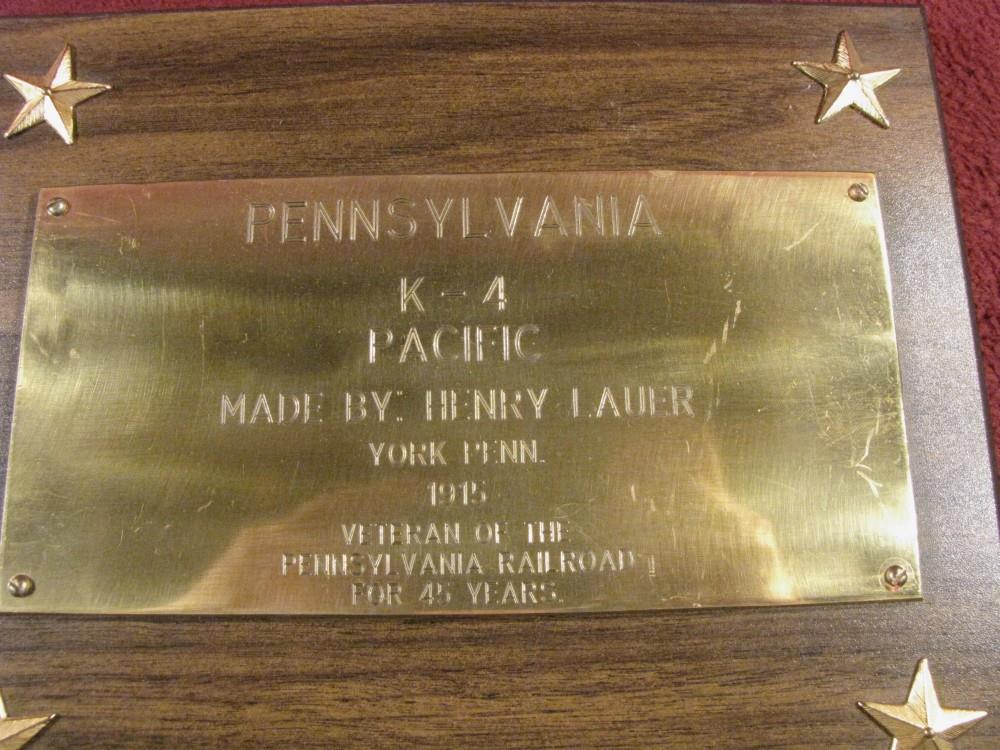 PENNSYLVANIA
K-4
PACIFIC
MADE BY: HENRY LAUER
YORK PENN.
1915
VETERAN OF THE
PENNSYLVANIA RAILROAD
FOR 45 YEARS.